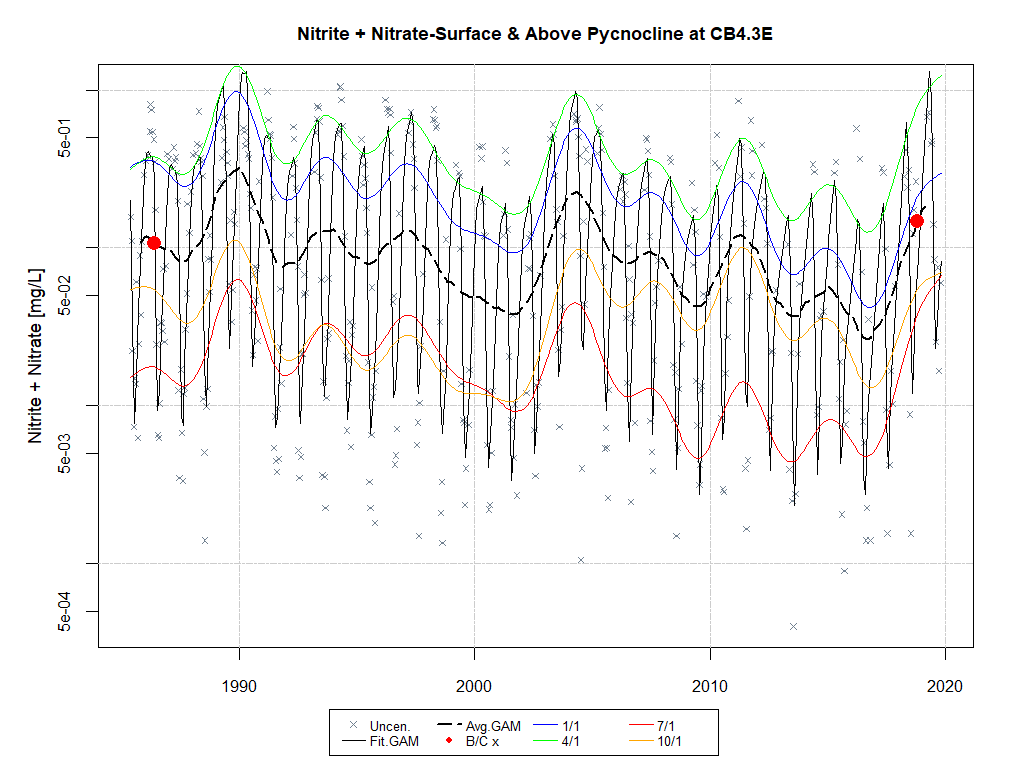 Nitrite + Nitrate-Surface & Above Pycnocline at CB4.3E
Nitrite + Nitrate [mg/L]
5e-01
5e-02
5e-03
5e-04
1990 2000 2010 2020
Uncen. Avg.GAM 1/1 7/1
Fit.GAM B/C x 4/1 10/1